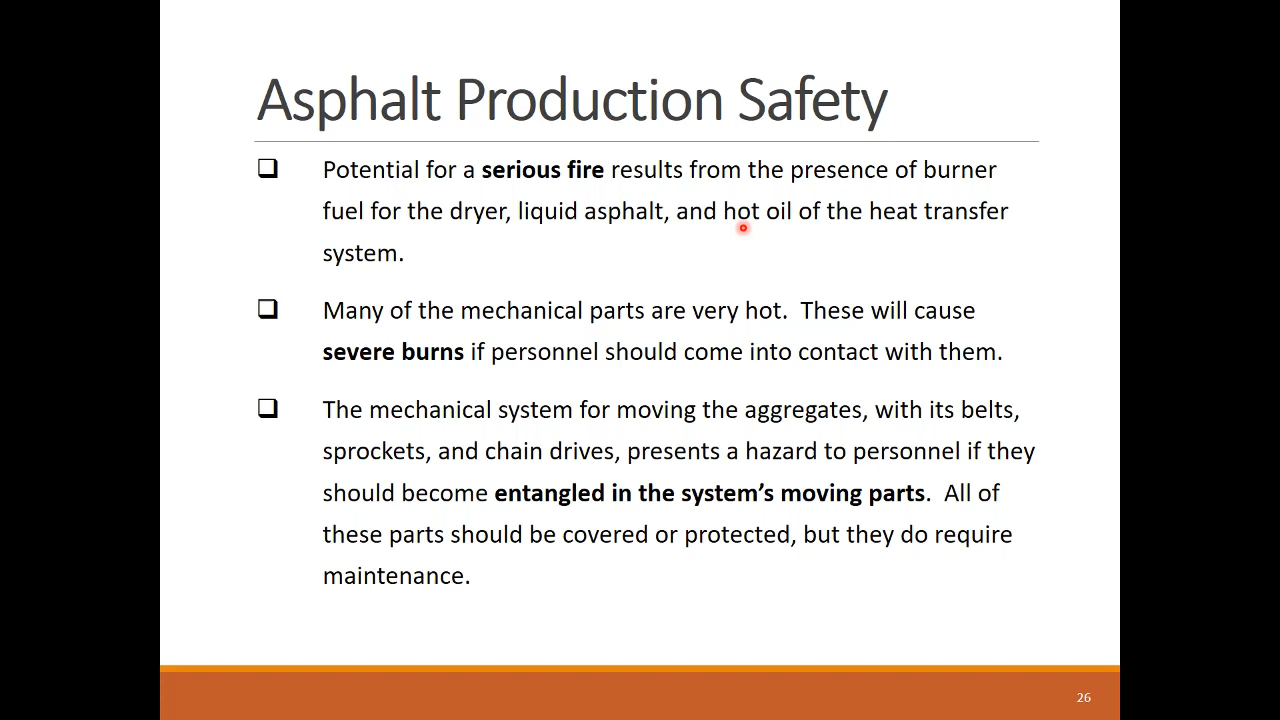 Asphalt Production Safety
Potential for a serious fire results from the presence of burner
fuel for the dryer, liquid asphalt, and hot oil of the heat transfer
system.
Many of the mechanical parts are very hot.  These will cause
severe burns if personnel should come into contact with them.
The mechanical system for moving the aggregates, with its belts,
sprockets, and chain drives, presents a hazard to personnel if they
should become entangled in the system’s moving parts.  All of
these parts should be covered or protected, but they do require
maintenance.
26